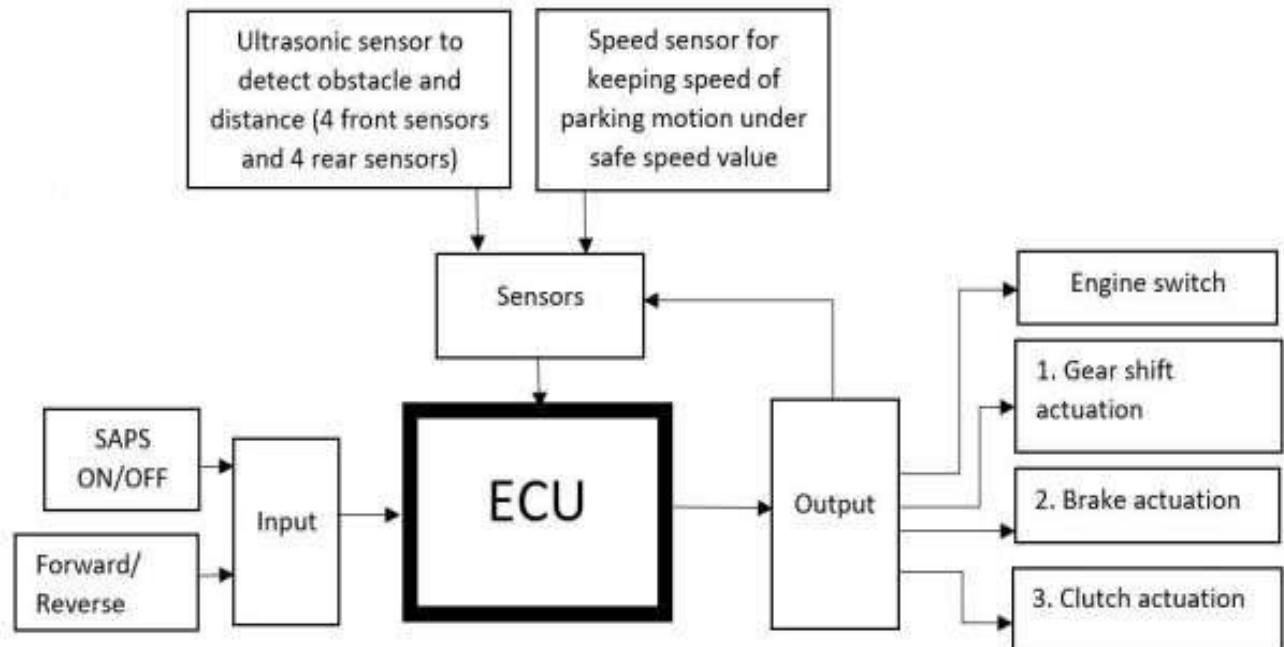 Ultrasonic sensor to
detect obstacle and
distance (4 front sensors
and 4 rear sensors)
Speed sensor for
keeping speed of
parking motion under
safe speed value
Sensors
Engine switch
1. Gear shift
actuation
SAPS
ON/OFF
Input
ECU
Output
2. Brake actuation
Forward/
Reverse
3. Clutch actuation